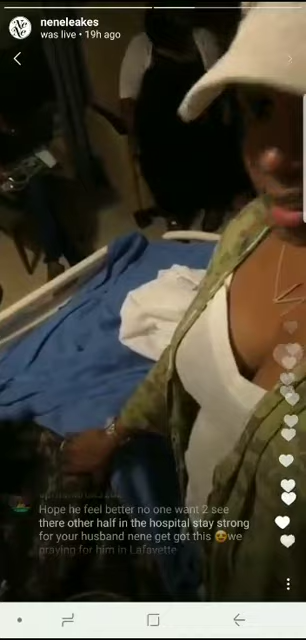 neneleakes
was live • 19h ago
Hope he feel better no one want 2 see
there other half in the hospital stay strong
for your husband nene get got this 😢we
praying for him in Lafayette